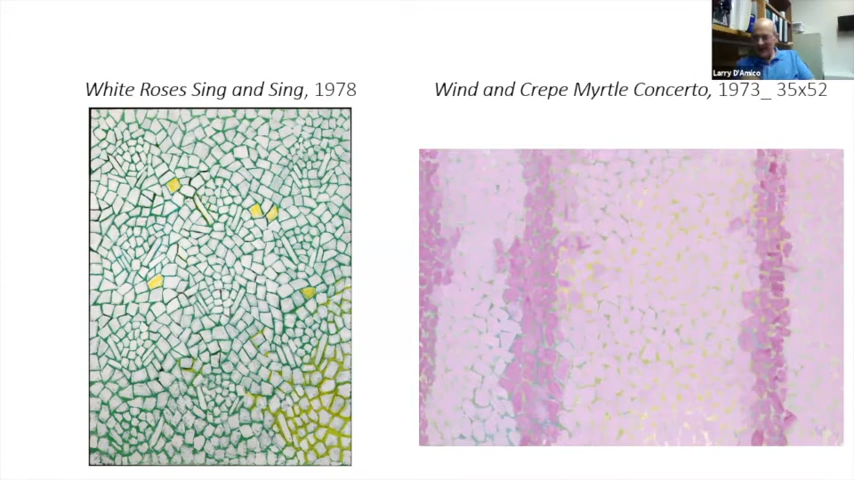 Larry D'Amico
White Roses Sing and Sing, 1978
Wind and Crepe Myrtle Concerto, 1973_ 35x52